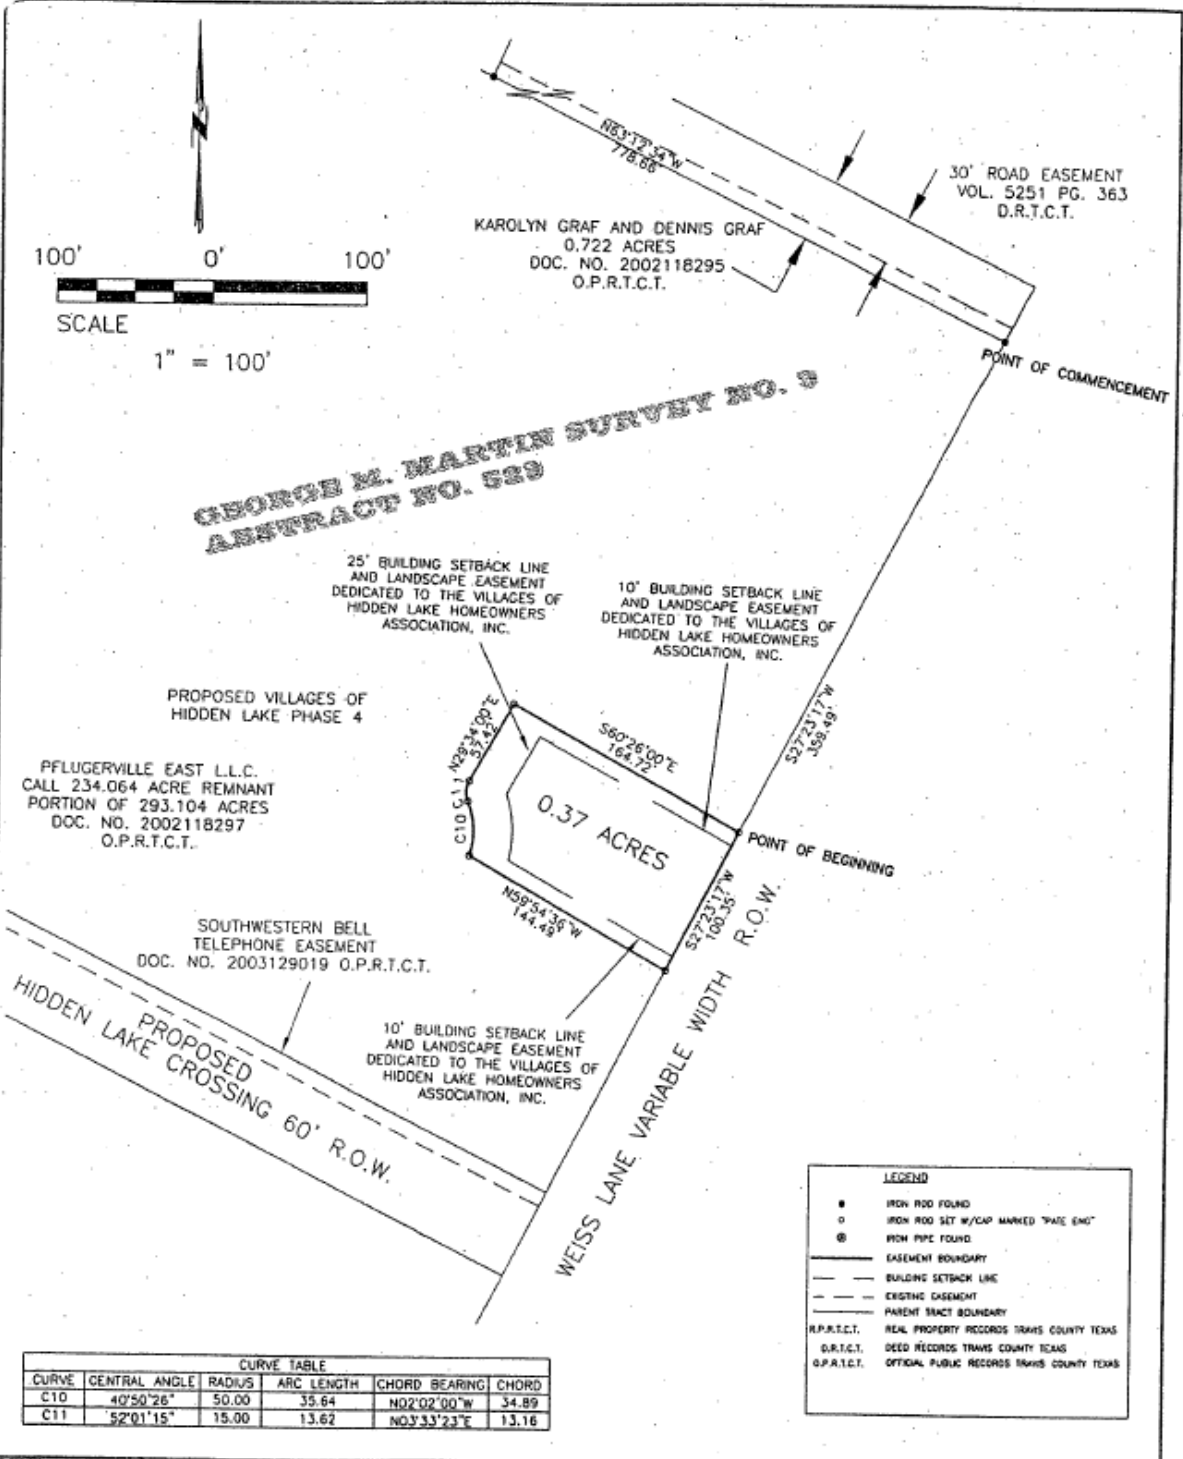 N
100' 0' 100'
SCALE
1" = 100'
N63°12'34"W
778.66'
30' ROAD EASEMENT
VOL. 5251 PG. 363
D.R.T.C.T.
KAROLYN GRAF AND DENNIS GRAF
0.722 ACRES
DOC. NO. 2002118295
O.P.R.T.C.T.
POINT OF COMMENCEMENT
GEORGE M. MARTIN SURVEY NO. 9
ABSTRACT NO. 529
25' BUILDING SETBACK LINE
AND LANDSCAPE EASEMENT
DEDICATED TO THE VILLAGES OF
HIDDEN LAKE HOMEOWNERS
ASSOCIATION, INC.
10' BUILDING SETBACK LINE
AND LANDSCAPE EASEMENT
DEDICATED TO THE VILLAGES OF
HIDDEN LAKE HOMEOWNERS
ASSOCIATION, INC.
PROPOSED VILLAGES OF
HIDDEN LAKE PHASE 4
PFLUGERVILLE EAST L.L.C.
CALL 234.064 ACRE REMNANT
PORTION OF 293.104 ACRES
DOC. NO. 2002118297
O.P.R.T.C.T.
N29°34'00"E
57.42'
S60°26'00"E
164.72'
S27°23'17"W
359.49'
C11
C10
0.37 ACRES
POINT OF BEGINNING
N59°54'36"W
144.49'
S27°23'17"W
100.35'
SOUTHWESTERN BELL
TELEPHONE EASEMENT
DOC. NO. 2003129019 O.P.R.T.C.T.
PROPOSED
HIDDEN LAKE CROSSING 60' R.O.W.
10' BUILDING SETBACK LINE
AND LANDSCAPE EASEMENT
DEDICATED TO THE VILLAGES OF
HIDDEN LAKE HOMEOWNERS
ASSOCIATION, INC.
WEISS LANE VARIABLE WIDTH R.O.W.
LEGEND
IRON ROD FOUND
IRON ROD SET W/CAP MARKED "PATE ENG"
IRON PIPE FOUND
EASEMENT BOUNDARY
BUILDING SETBACK LINE
EXISTING EASEMENT
PARENT TRACT BOUNDARY
R.P.R.T.C.T. REAL PROPERTY RECORDS TRAVIS COUNTY TEXAS
D.R.T.C.T. DEED RECORDS TRAVIS COUNTY TEXAS
O.P.R.T.C.T. OFFICIAL PUBLIC RECORDS TRAVIS COUNTY TEXAS
CURVE TABLE
CURVE CENTRAL ANGLE RADIUS ARC LENGTH CHORD BEARING CHORD
C10 40°50'26" 50.00 35.64 N02°02'00"W 34.89
C11 52°01'15" 15.00 13.62 N03°33'23"E 13.16